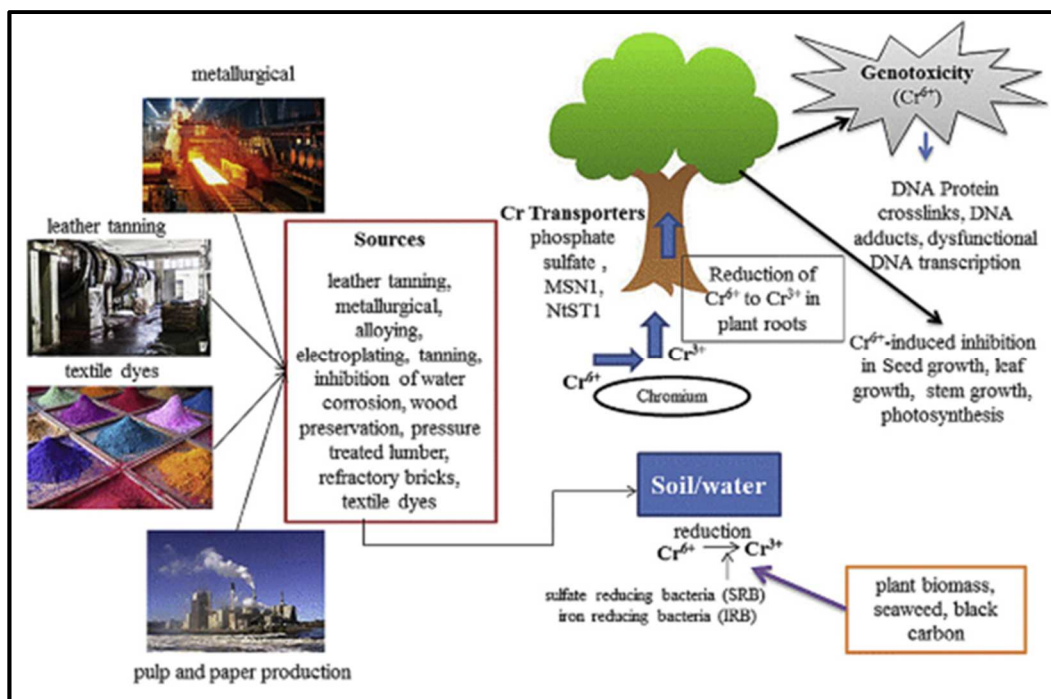 metallurgical
leather tanning
textile dyes
pulp and paper production
Sources
leather tanning,
metallurgical,
alloying,
electroplating, tanning,
inhibition of water
corrosion, wood
preservation, pressure
treated lumber,
refractory bricks,
textile dyes
Cr Transporters
phosphate
sulfate ,
MSN1,
NtST1
Reduction of
Cr⁶⁺ to Cr³⁺ in
plant roots
Cr⁶⁺
Cr³⁺
Chromium
Genotoxicity
(Cr⁶⁺)
DNA Protein
crosslinks, DNA
adducts, dysfunctional
DNA transcription
Cr⁶⁺-induced inhibition
in Seed growth, leaf
growth, stem growth,
photosynthesis
Soil/water
reduction
Cr⁶⁺ Cr³⁺
sulfate reducing bacteria (SRB)
iron reducing bacteria (IRB)
plant biomass,
seaweed, black
carbon